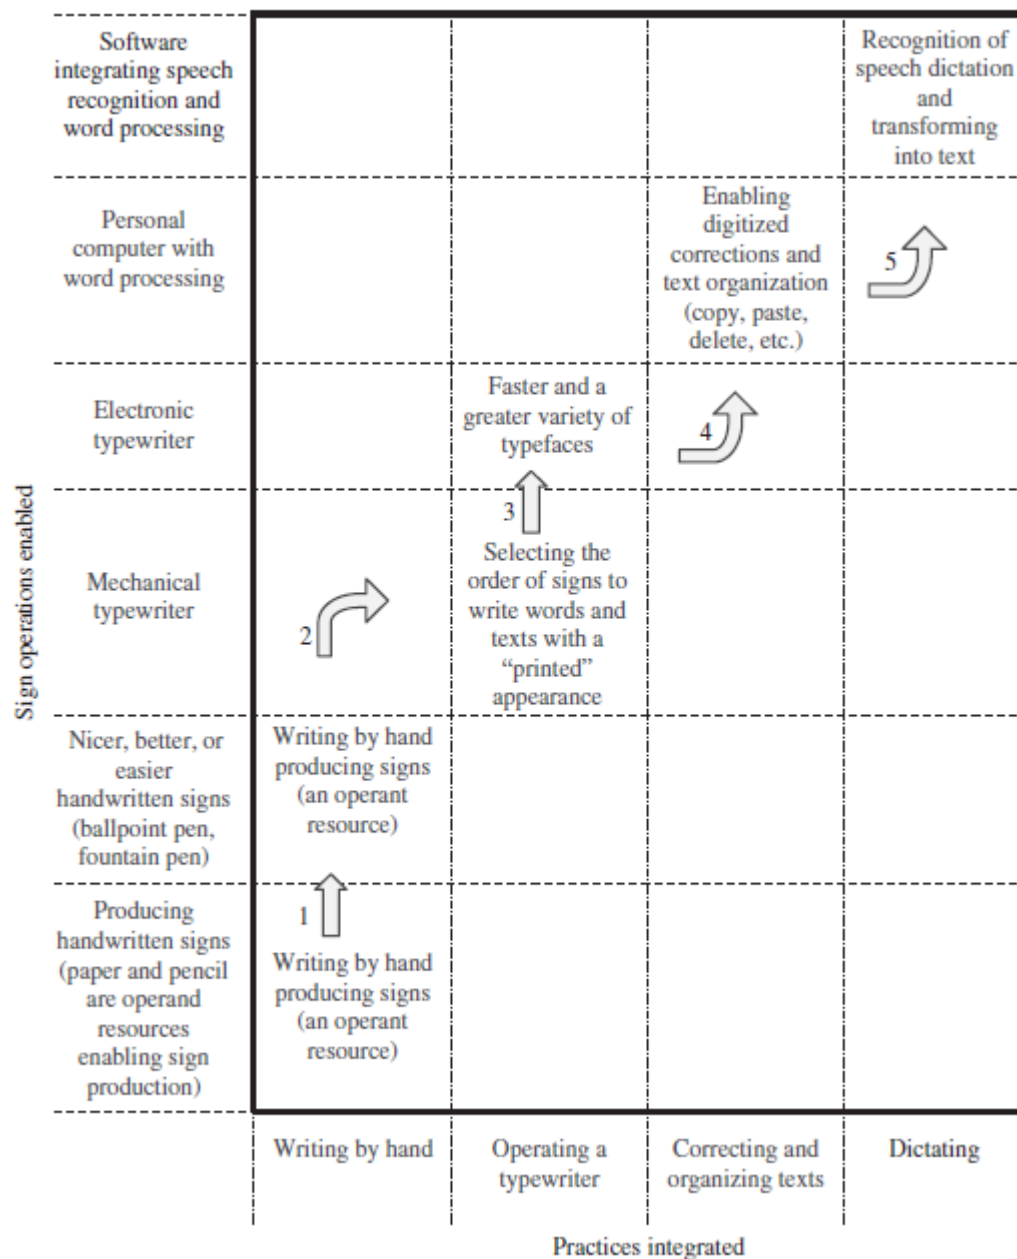 Software
integrating speech
recognition and
word processing
Recognition of
speech dictation
and
transforming
into text
Personal
computer with
word processing
Enabling
digitized
corrections and
text organization
(copy, paste,
delete, etc.)
5
Electronic
typewriter
Faster and a
greater variety of
typefaces
4
Sign operations enabled
Mechanical
typewriter
2
3
Selecting the
order of signs to
write words and
texts with a
“printed”
appearance
Nicer, better, or
easier
handwritten signs
(ballpoint pen,
fountain pen)
Writing by hand
producing signs
(an operant
resource)
Producing
handwritten signs
(paper and pencil
are operand
resources
enabling sign
production)
1
Writing by hand
producing signs
(an operant
resource)
Writing by hand
Operating a
typewriter
Correcting and
organizing texts
Dictating
Practices integrated